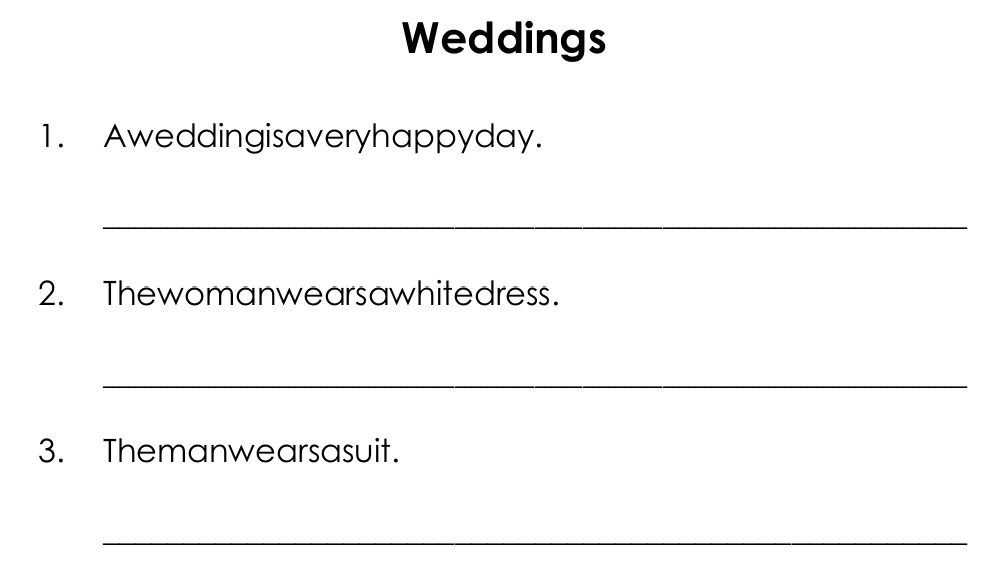 Weddings
1. Aweddingisaveryhappyday.
2. Thewomanwearsawhitedress.
3. Themanwearsasuit.